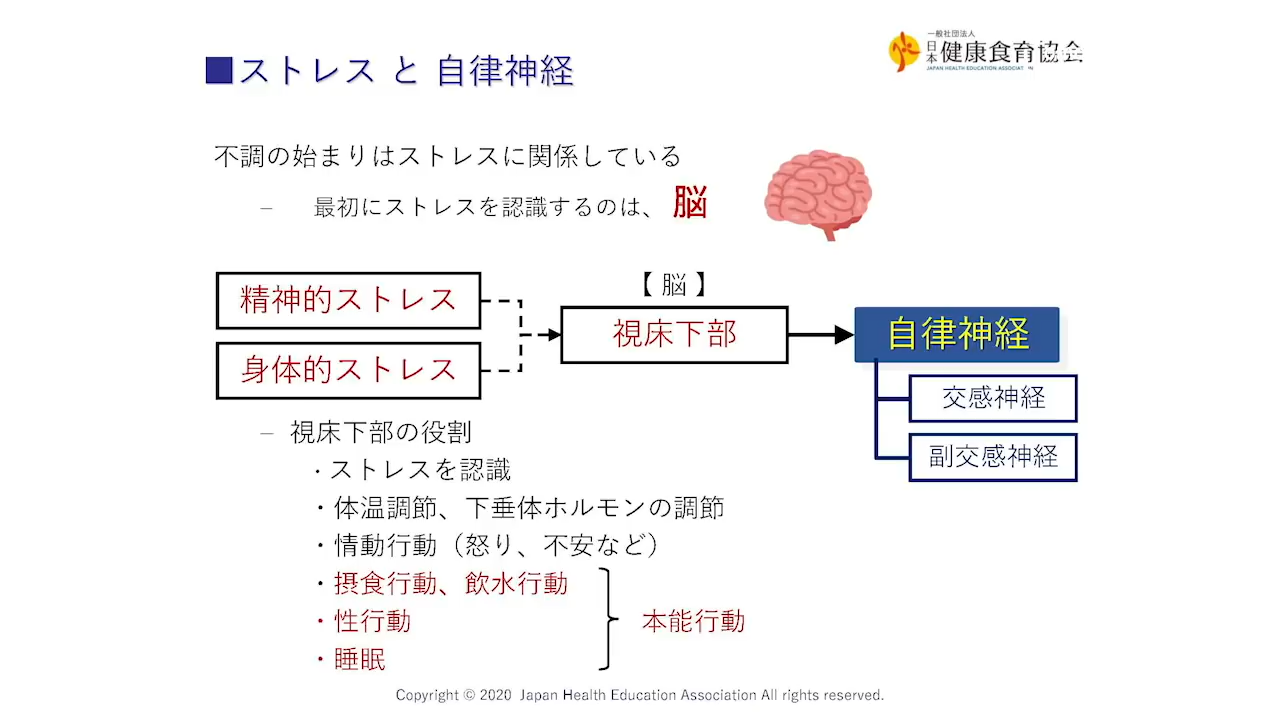 一般社団法人
日本 健康食育協会
JAPAN HEALTH EDUCATION ASSOCIAT
■ストレス と 自律神経
不調の始まりはストレスに関係している
– 最初にストレスを認識するのは、脳
【 脳 】
精神的ストレス
身体的ストレス
視床下部
自律神経
交感神経
副交感神経
– 視床下部の役割
・ストレスを認識
・体温調節、下垂体ホルモンの調節
・情動行動（怒り、不安など）
・摂食行動、飲水行動
・性行動
・睡眠
本能行動
Copyright © 2020 Japan Health Education Association All rights reserved.